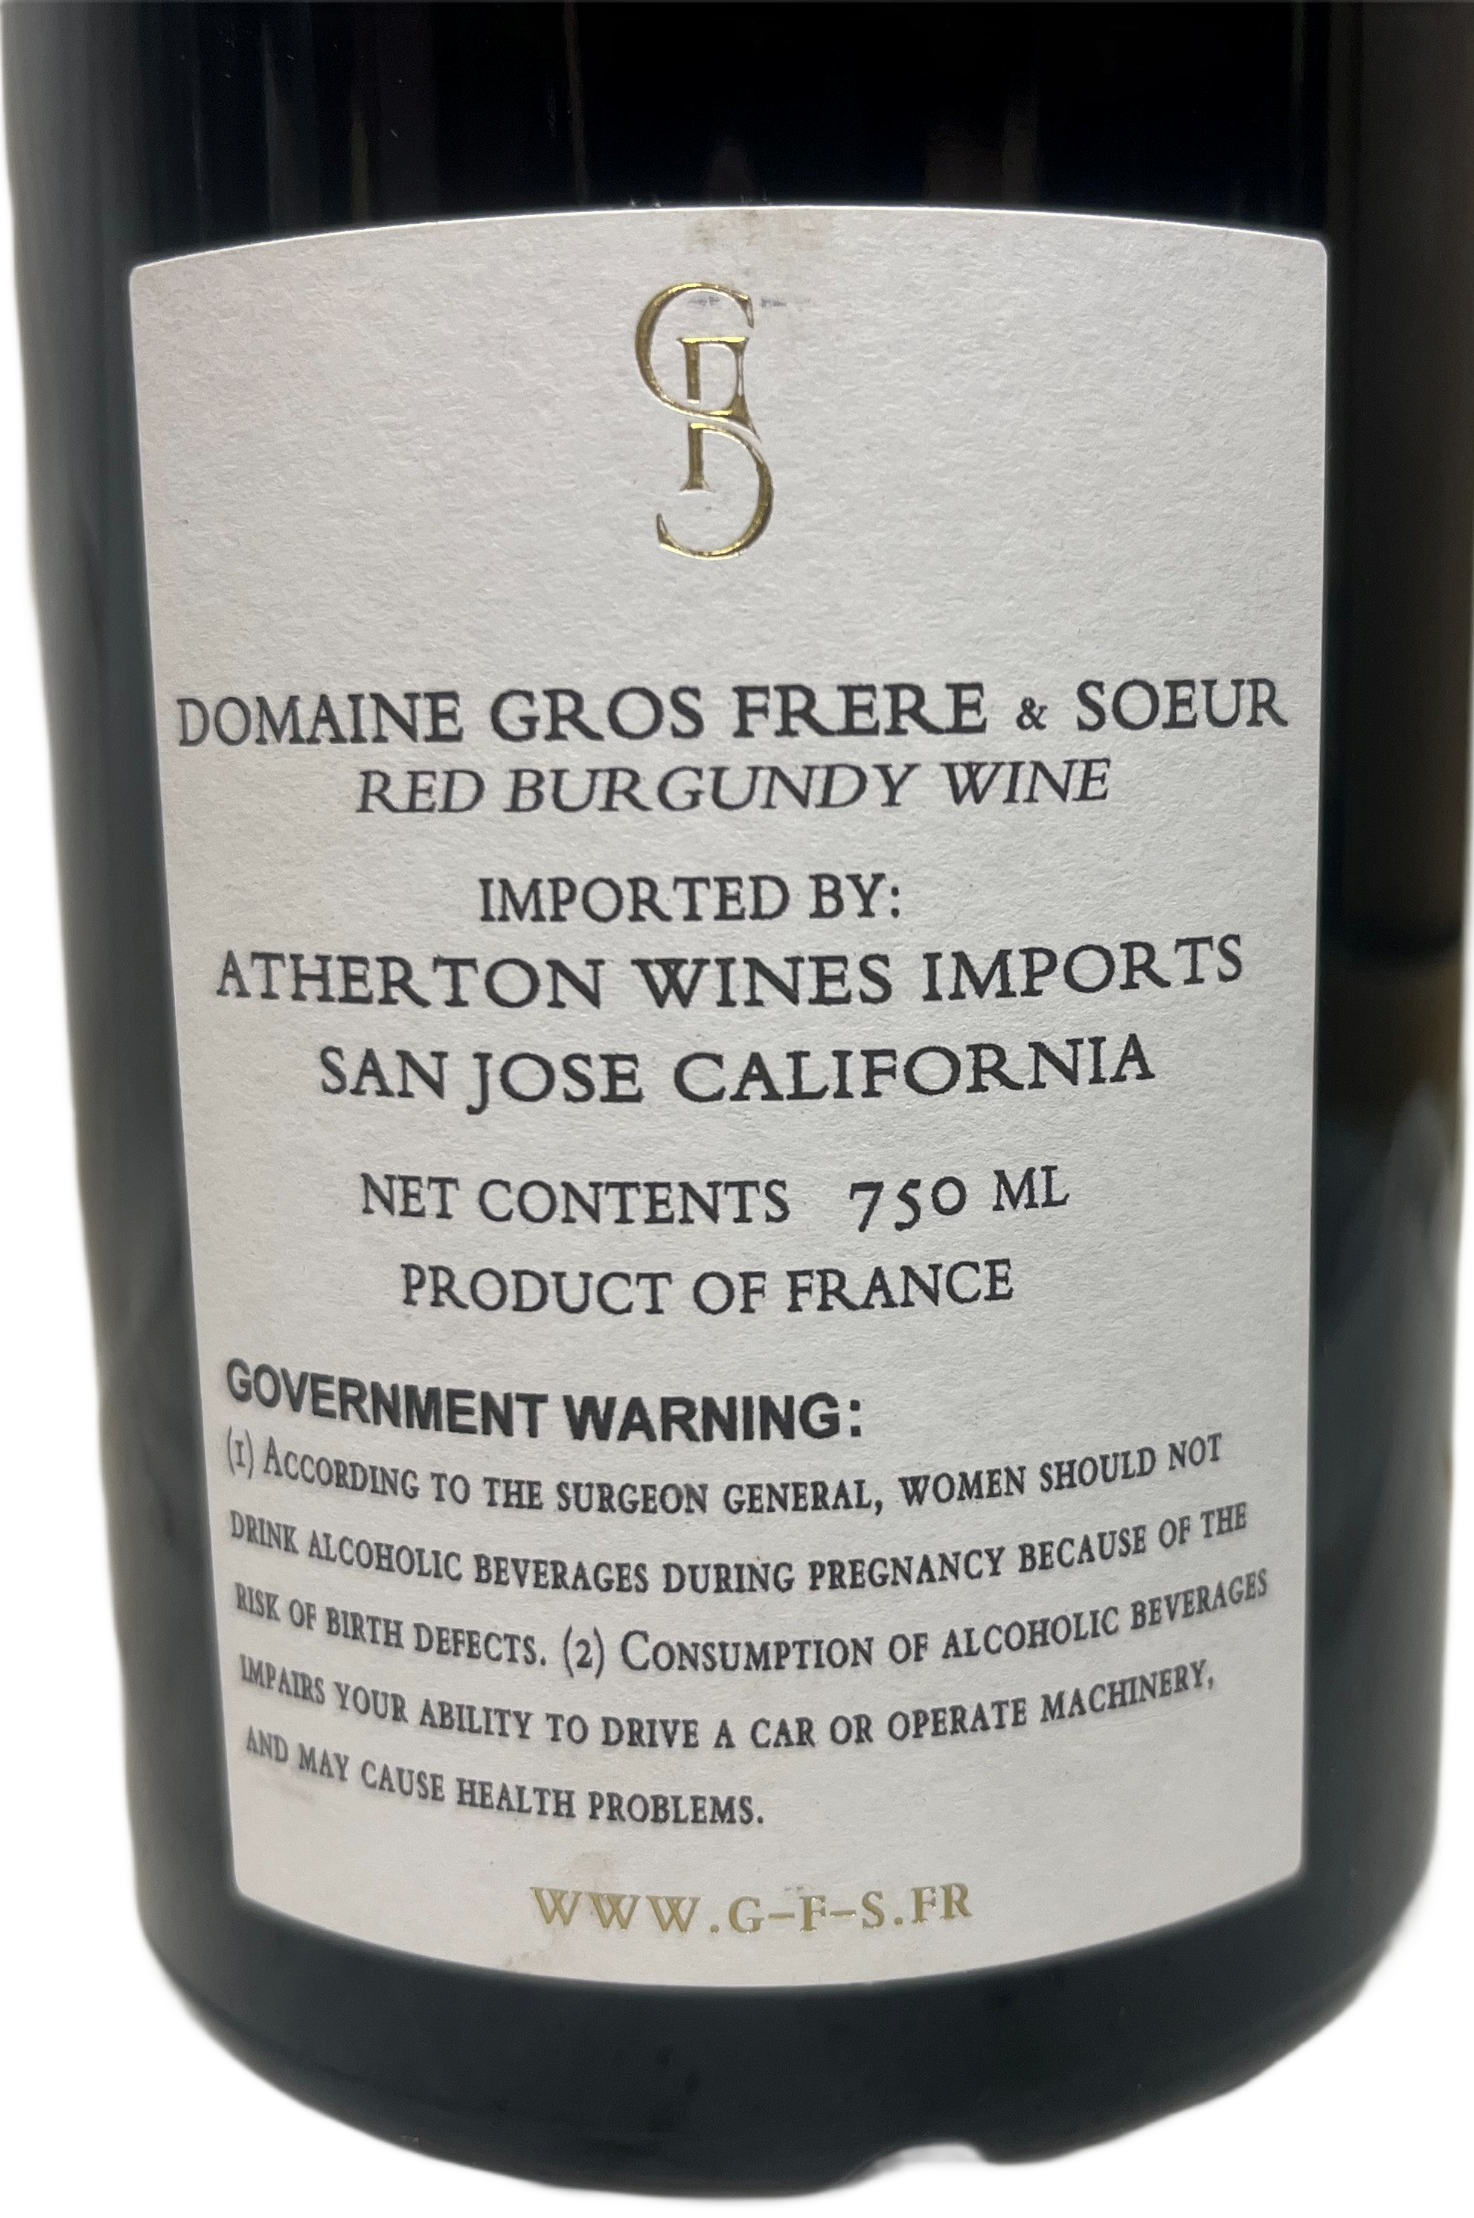 GFS
DOMAINE GROS FRERE & SOEUR
RED BURGUNDY WINE
IMPORTED BY:
ATHERTON WINES IMPORTS
SAN JOSE CALIFORNIA
NET CONTENTS 750 ML
PRODUCT OF FRANCE
GOVERNMENT WARNING:
(1) ACCORDING TO THE SURGEON GENERAL, WOMEN SHOULD NOT
DRINK ALCOHOLIC BEVERAGES DURING PREGNANCY BECAUSE OF THE
RISK OF BIRTH DEFECTS. (2) CONSUMPTION OF ALCOHOLIC BEVERAGES
IMPAIRS YOUR ABILITY TO DRIVE A CAR OR OPERATE MACHINERY,
AND MAY CAUSE HEALTH PROBLEMS.
WWW.G-F-S.FR